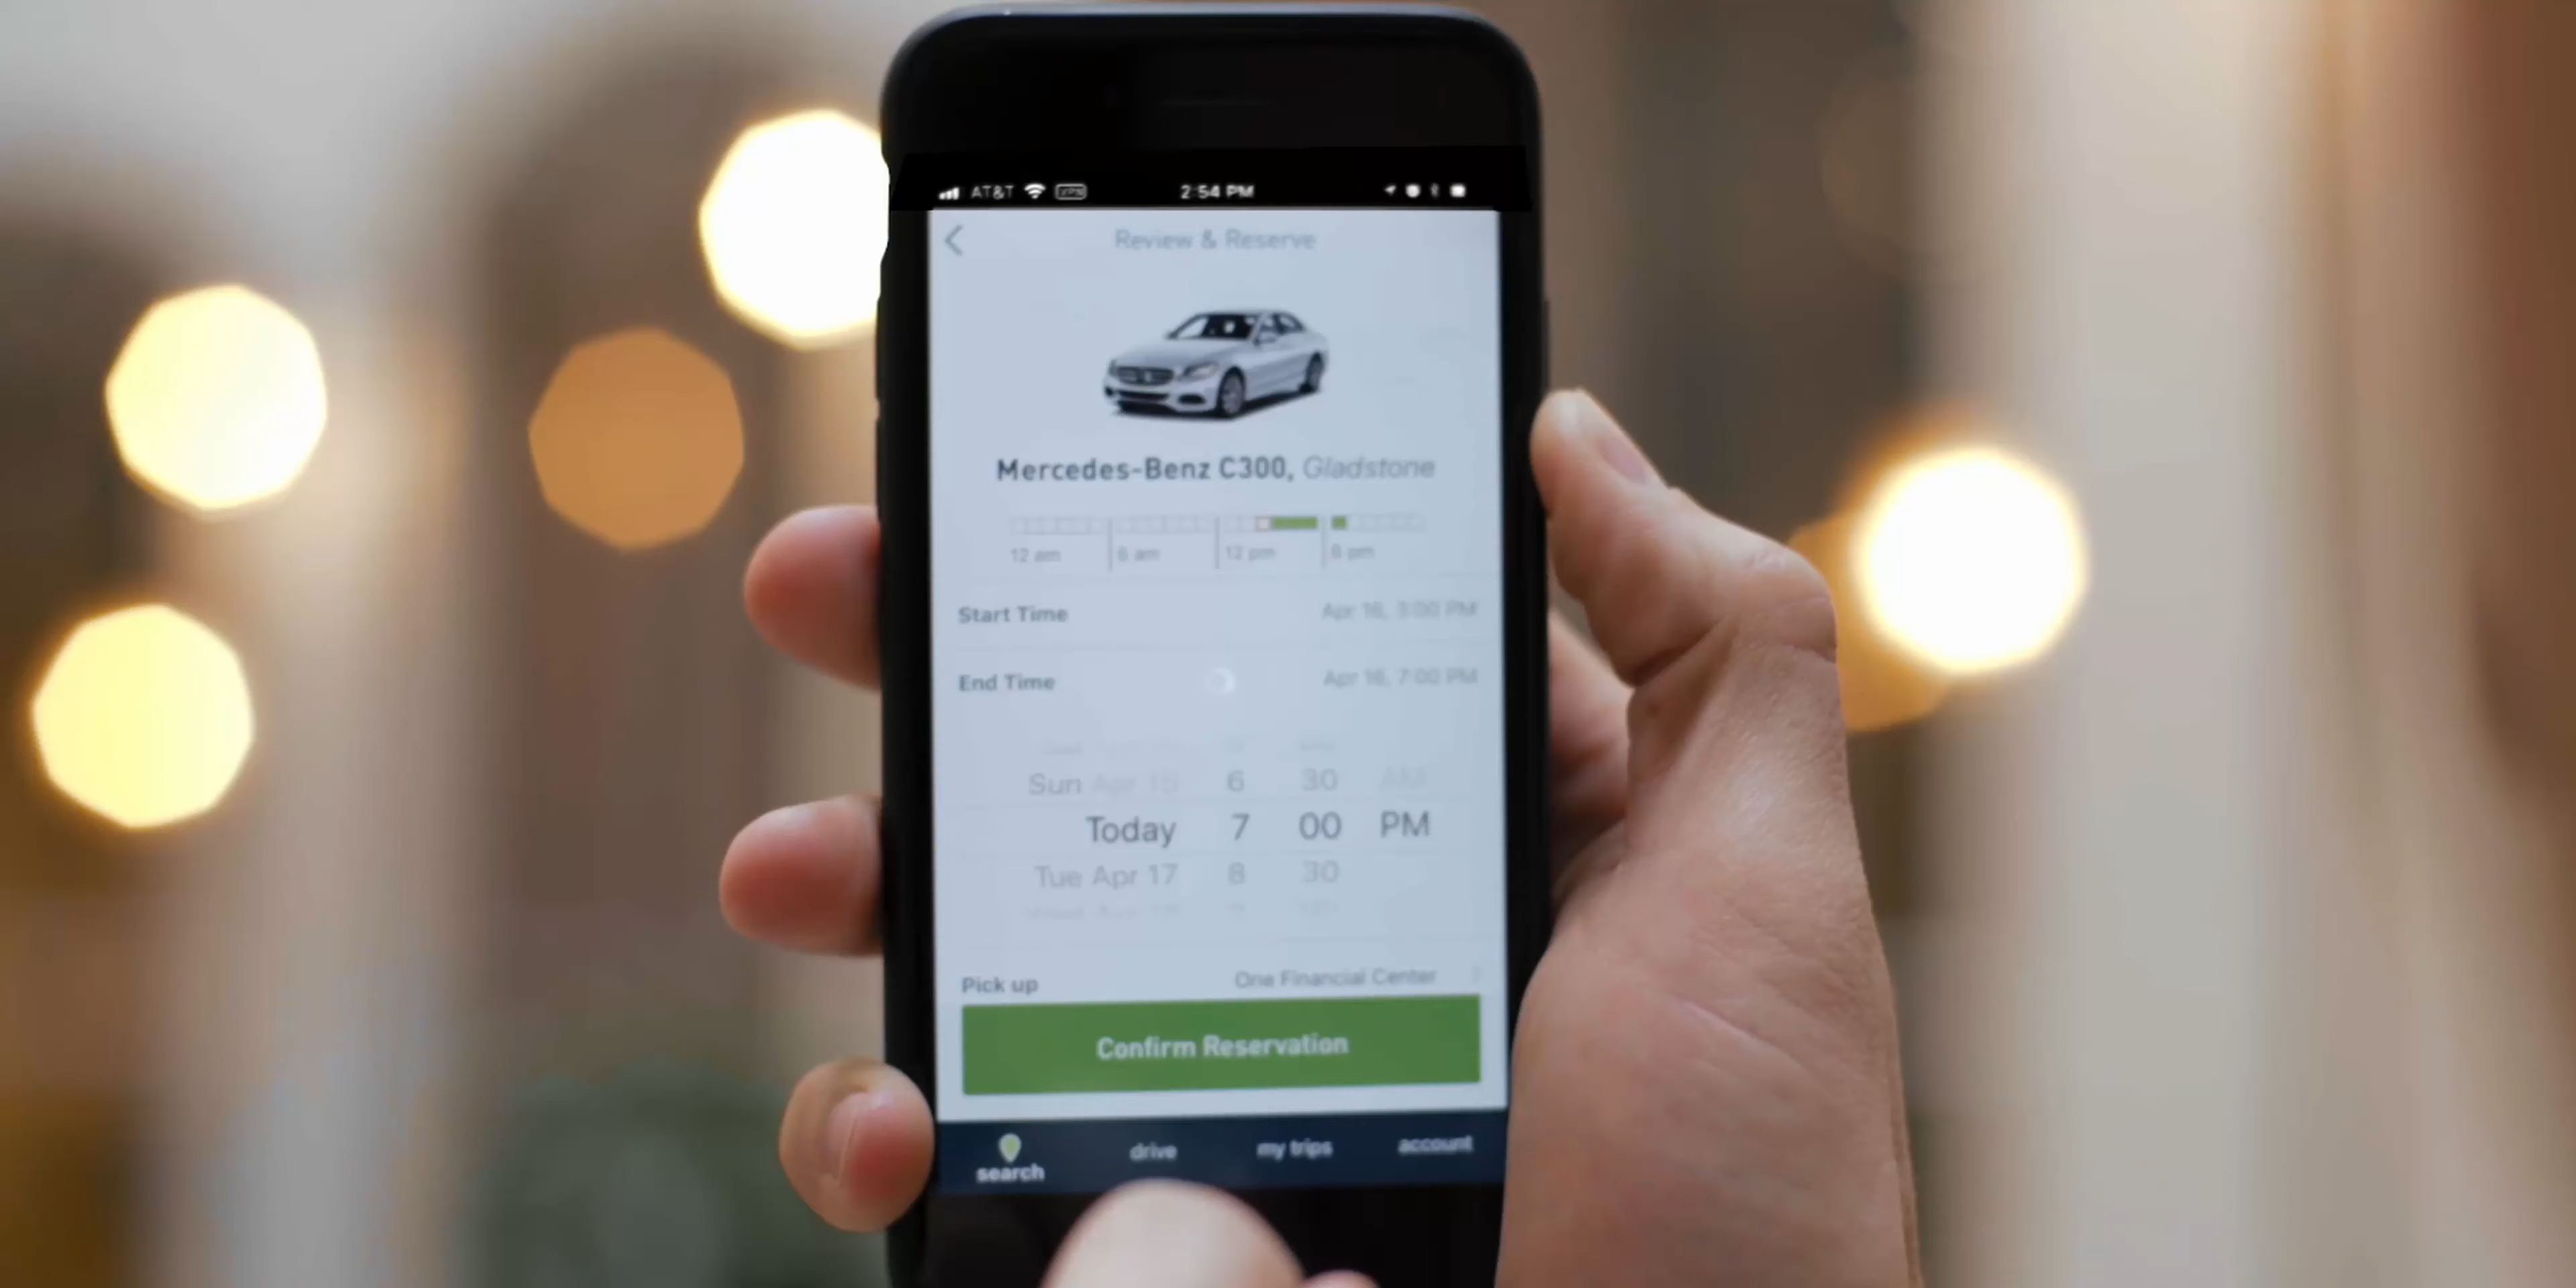 AT&T VPN 2:54 PM
Review & Reserve
Mercedes-Benz C300, Gladstone
12 am 6 am 12 pm 6 pm
Start Time Apr 16, 3:00 PM
End Time Apr 16, 7:00 PM
Sun Apr 15 6 30 AM
Today 7 00 PM
Tue Apr 17 8 30
Pick up One Financial Center
Confirm Reservation
search drive my trips account